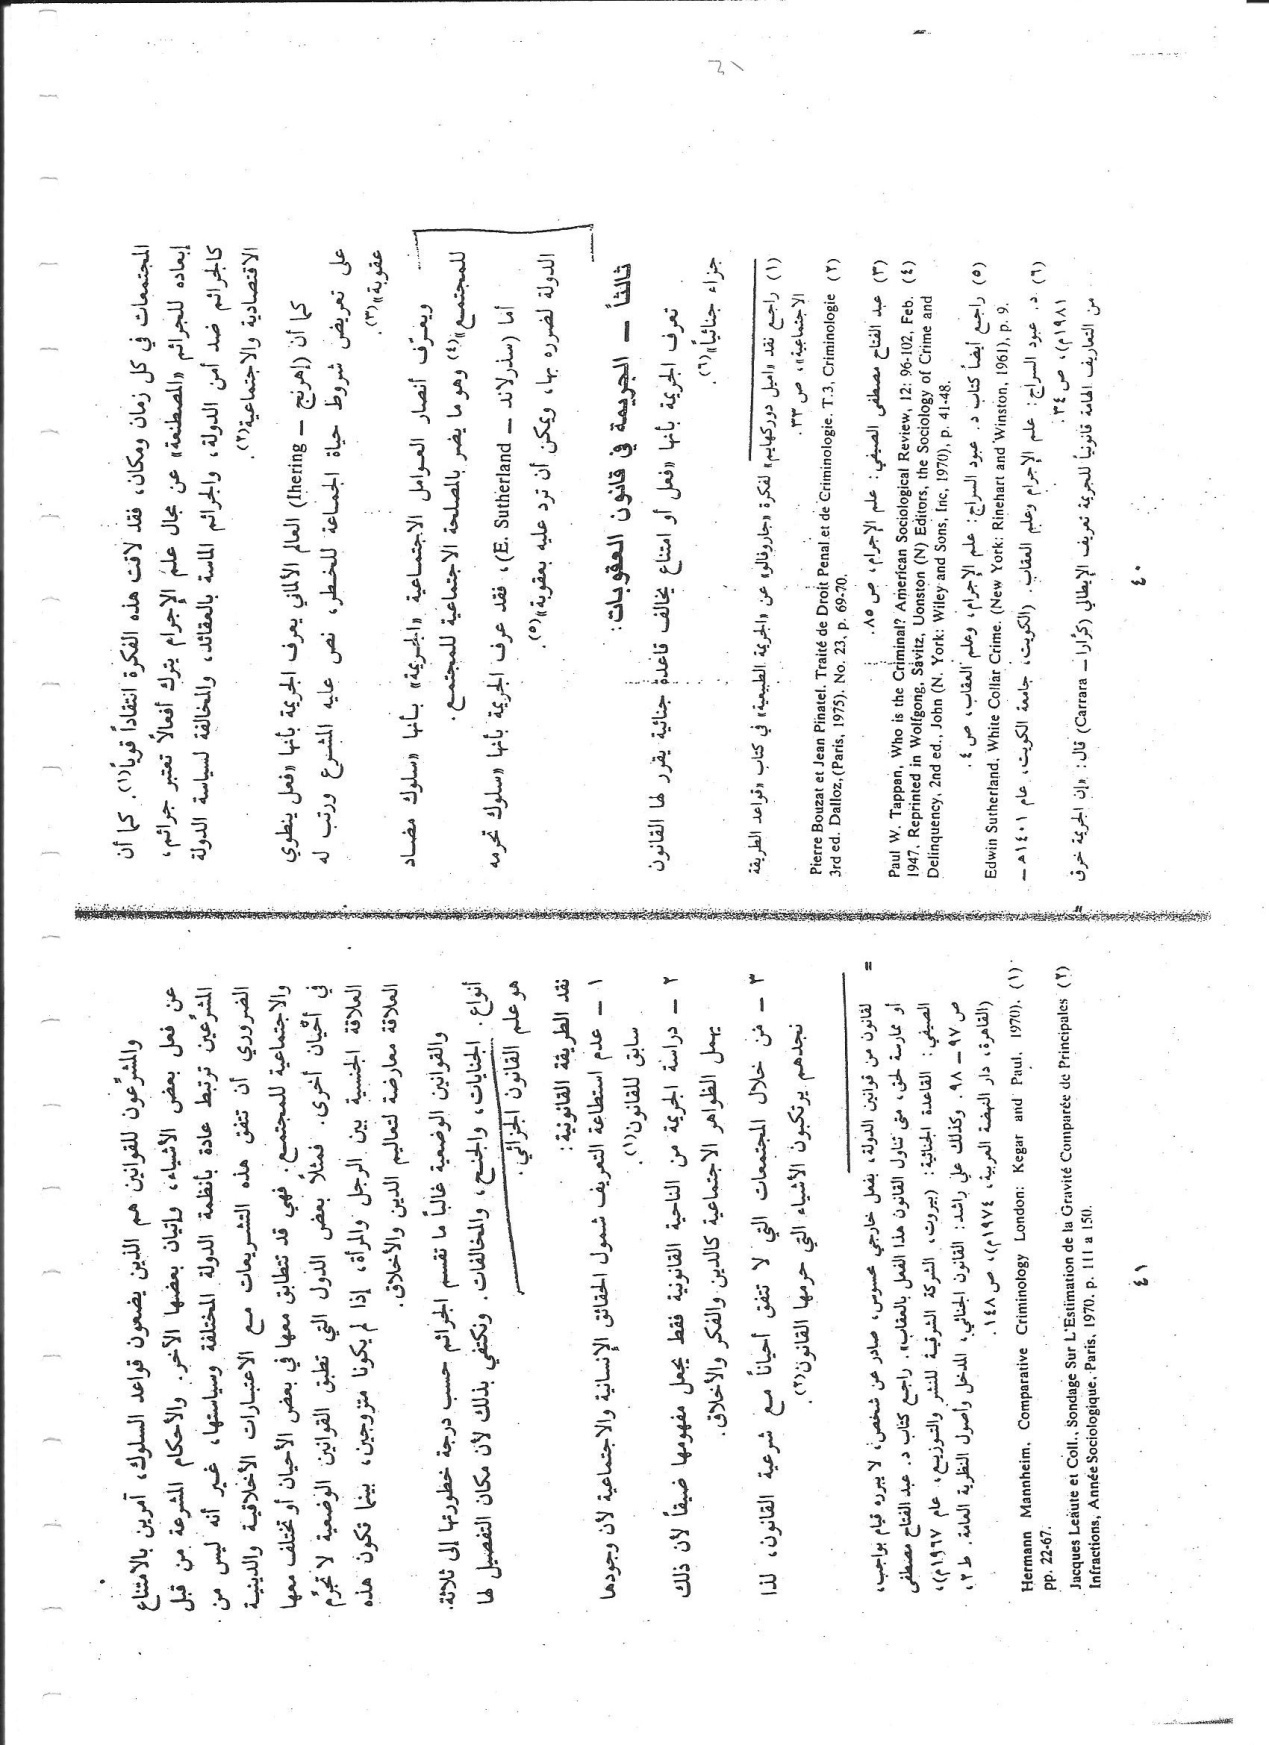 المجتمعات في كل زمان ومكان، فقد لاقت هذه الفكرة انتقاداً قوياً(١). كما أن
إبعاده للجرائم «المصطنعة» عن مجال علم الإجرام يترك أفعالاً تعتبر جرائم،
كالجرائم ضد أمن الدولة، والجرائم الماسة بالعقائد، والمخالفة لسياسة الدولة
الاقتصادية والاجتماعية(٢).
كما أن (إهرنج – Ihering) العالم الألماني يعرف الجريمة بأنها «فعل ينطوي
على تعريض شروط حياة الجماعة للخطر، نص عليه المشرع ورتب له
عقوبة»(٣).
ويعرّف أنصار العوامل الاجتماعية «الجريمة» بأنها «سلوك مضاد
للمجتمع»(٤) وهو ما يضر بالمصلحة الاجتماعية للمجتمع.
أما (سذرلاند – E. Sutherland)، فقد عرف الجريمة بأنها «سلوك تحرمه
الدولة لضرره بها، ويمكن أن ترد عليه بعقوبة»(٥).
ثالثاً – الجريمة في قانون العقوبات:
تعرف الجريمة بأنها «فعل أو امتناع يخالف قاعدة جنائية يقرر لها القانون
جزاء جنائياً»(٦).
(١) راجع نقد «اميل دوركهايم» لفكرة «جاروفالو» عن «الجريمة الطبيعية» في كتاب «قواعد الطريقة
الاجتماعية»، ص ٣٣.
(٢) Pierre Bouzat et Jean Pinatel. Traité de Droit Penal et de Criminologie. T.3, Criminologie
3rd ed. Dalloz, (Paris, 1975). No. 23, p. 69-70.
(٣) عبد الفتاح مصطفى الصيفي: علم الإجرام، ص ٨٥.
(٤) Paul W. Tappan, Who is the Criminal? American Sociological Review, 12: 96-102, Feb.
1947. Reprinted in Wolfgong, Savitz, Uonston (N) Editors, the Sociology of Crime and
Delinquency, 2nd ed., John (N. York: Wiley and Sons, Inc, 1970), p. 41-48.
(٥) راجع أيضاً كتاب د. عبود السراج: علم الإجرام، وعلم العقاب، ص ٤.
Edwin Sutherland, White Collar Crime. (New York: Rinehart and Winston, 1961), p. 9.
(٦) د. عبود السراج: علم الإجرام وعلم العقاب. (الكويت، جامعة الكويت، عام ١٤٠١هـ –
١٩٨١م)، ص ٣٤.
من التعاريف الهامة قانونياً للجريمة تعريف الإيطالي (كرّارا – Carrara) قال: «إن الجريمة خرق =
٤٠
والمشرّعون للقوانين هم الذين يضعون قواعد السلوك، آمرين بالامتناع
عن فعل بعض الأشياء، وإتيان بعضها الآخر. والأحكام المشرعة من قبل
المشرّعين ترتبط عادة بأنظمة الدولة المختلفة وسياستها، غير أنه ليس من
الضروري أن تتفق هذه التشريعات مع الاعتبارات الأخلاقية والدينية
والاجتماعية للمجتمع. فهي قد تتطابق معها في بعض الأحيان أو تختلف معها
في أحْيان أخرى. فمثلاً بعض الدول التي تطبق القوانين الوضعية لا تجرّم
العلاقة الجنسية بين الرجل والمرأة، إذا لم يكونا متزوجين، بينما تكون هذه
العلاقة معارضة لتعاليم الدين والأخلاق.
والقوانين الوضعية غالباً ما تقسم الجرائم حسب درجة خطورتها إلى ثلاثة.
أنواع. الجنايات، والجنح، والمخالفات. ونكتفي بذلك لأن مكان التفصيل لها
هو علم القانون الجزائي.
نقد الطريقة القانونية:
١ – عدم استطاعة التعريف شمول الحقائق الإنسانية والاجتماعية لأن وجودها
سابق للقانون(١).
٢ – دراسة الجريمة من الناحية القانونية فقط يجعل مفهومها ضيقاً لأن ذلك
يهمل الظواهر الاجتماعية كالدين والفكر والأخلاق.
٣ – من خلال المجتمعات التي لا تتفق أحياناً مع شرعية القانون، لذا
نجدهم يرتكبون الأشياء التي حرمها القانون(٢).
= لقانون من قوانين الدولة، بفعل خارجي محسوس، صادر عن شخص، لا يبرره قيام بواجب،
أو ممارسة لحق، متى تناول القانون هذا الفعل بالعقاب». راجع كتاب د. عبد الفتاح مصطفى
الصيفي: القاعدة الجنائية: (بيروت، الشركة الشرقية للنشر والتوزيع، عام ١٩٦٧م)،
ص ٩٧ – ٩٨. وكذلك علي راشد: القانون الجنائي، المدخل وأصول النظرية العامة. ط ٢،
(القاهرة، دار النهضة العربية، ١٩٧٤م)، ص ١٤٨.
(١) Hermann Mannheim, Comparative Crimiinology London: Kegar and Paul. 1970).
pp. 22-67.
(٢) Jacques Leàute et Coll., Sondage Sur L'Estimation de la Gravité Comparée de Principales
Infractions, Année Sociologique, Paris, 1970. p. 111 a 150.
٤١